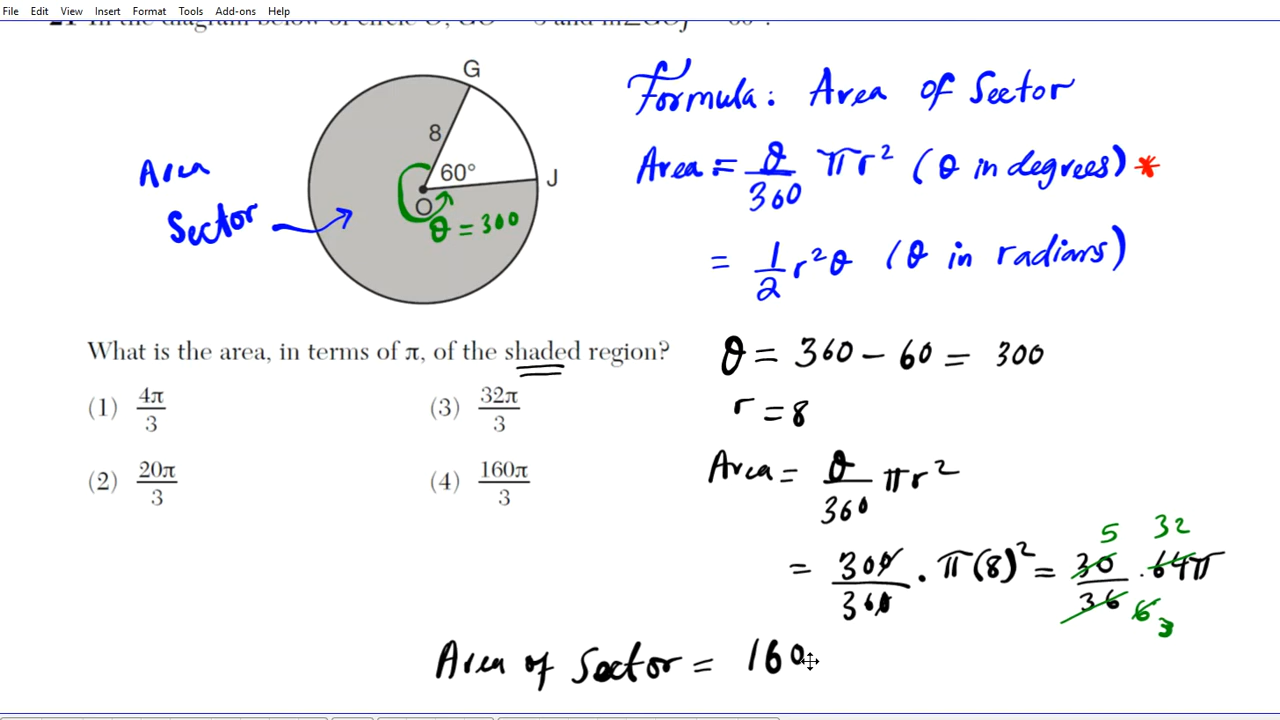 File Edit View Insert Format Tools Add-ons Help
G
8
60°
J
O
θ = 300
Area
Sector
Formula: Area of Sector
Area = θ/360 πr² (θ in degrees) *
= 1/2 r²θ (θ in radians)
What is the area, in terms of π, of the shaded region?
(1) 4π/3
(3) 32π/3
(2) 20π/3
(4) 160π/3
θ = 360 − 60 = 300
r = 8
Area = θ/360 πr²
= 300/360 · π(8)² = 30/36 · 64π
5 32
6 3
Area of Sector = 160